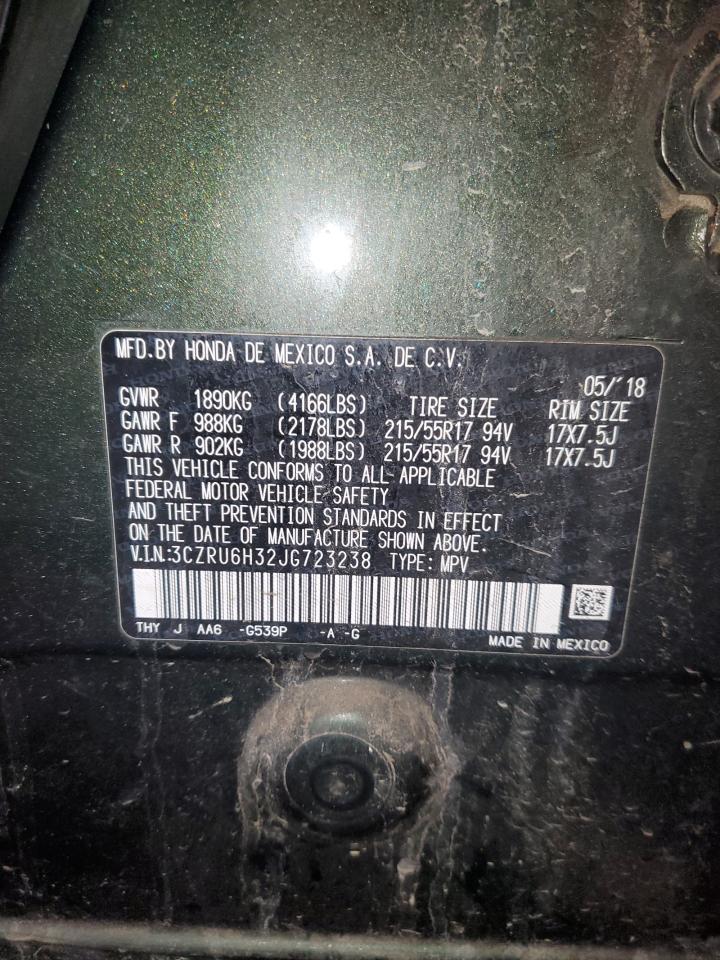 MFD.BY HONDA DE MEXICO S.A. DE C.V.
05/'18
GVWR 1890KG (4166LBS) TIRE SIZE RIM SIZE
GAWR F 988KG (2178LBS) 215/55R17 94V 17X7.5J
GAWR R 902KG (1988LBS) 215/55R17 94V 17X7.5J
THIS VEHICLE CONFORMS TO ALL APPLICABLE
FEDERAL MOTOR VEHICLE SAFETY
AND THEFT PREVENTION STANDARDS IN EFFECT
ON THE DATE OF MANUFACTURE SHOWN ABOVE.
V.I.N:3CZRU6H32JG723238 TYPE: MPV
THY J AA6 -G539P -A -G
MADE IN MEXICO